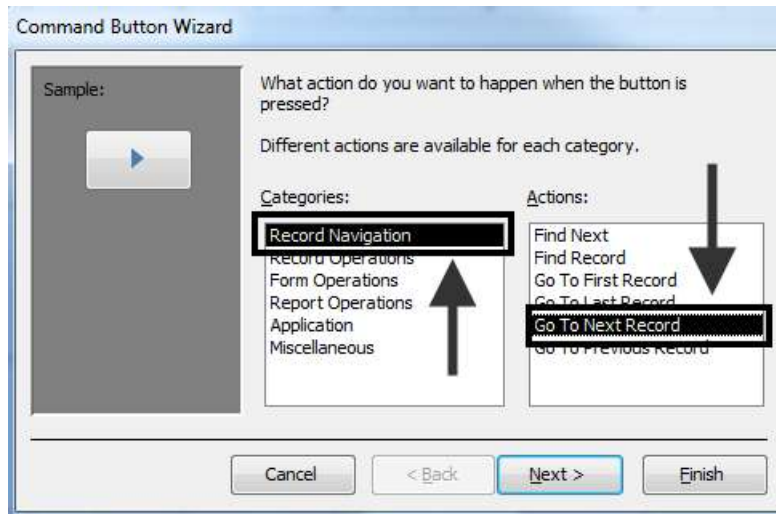 Command Button Wizard
Sample:
What action do you want to happen when the button is
pressed?
Different actions are available for each category.
Categories:
Record Navigation
Record Operations
Form Operations
Report Operations
Application
Miscellaneous
Actions:
Find Next
Find Record
Go To First Record
Go To Last Record
Go To Next Record
Go To Previous Record
Cancel
< Back
Next >
Finish